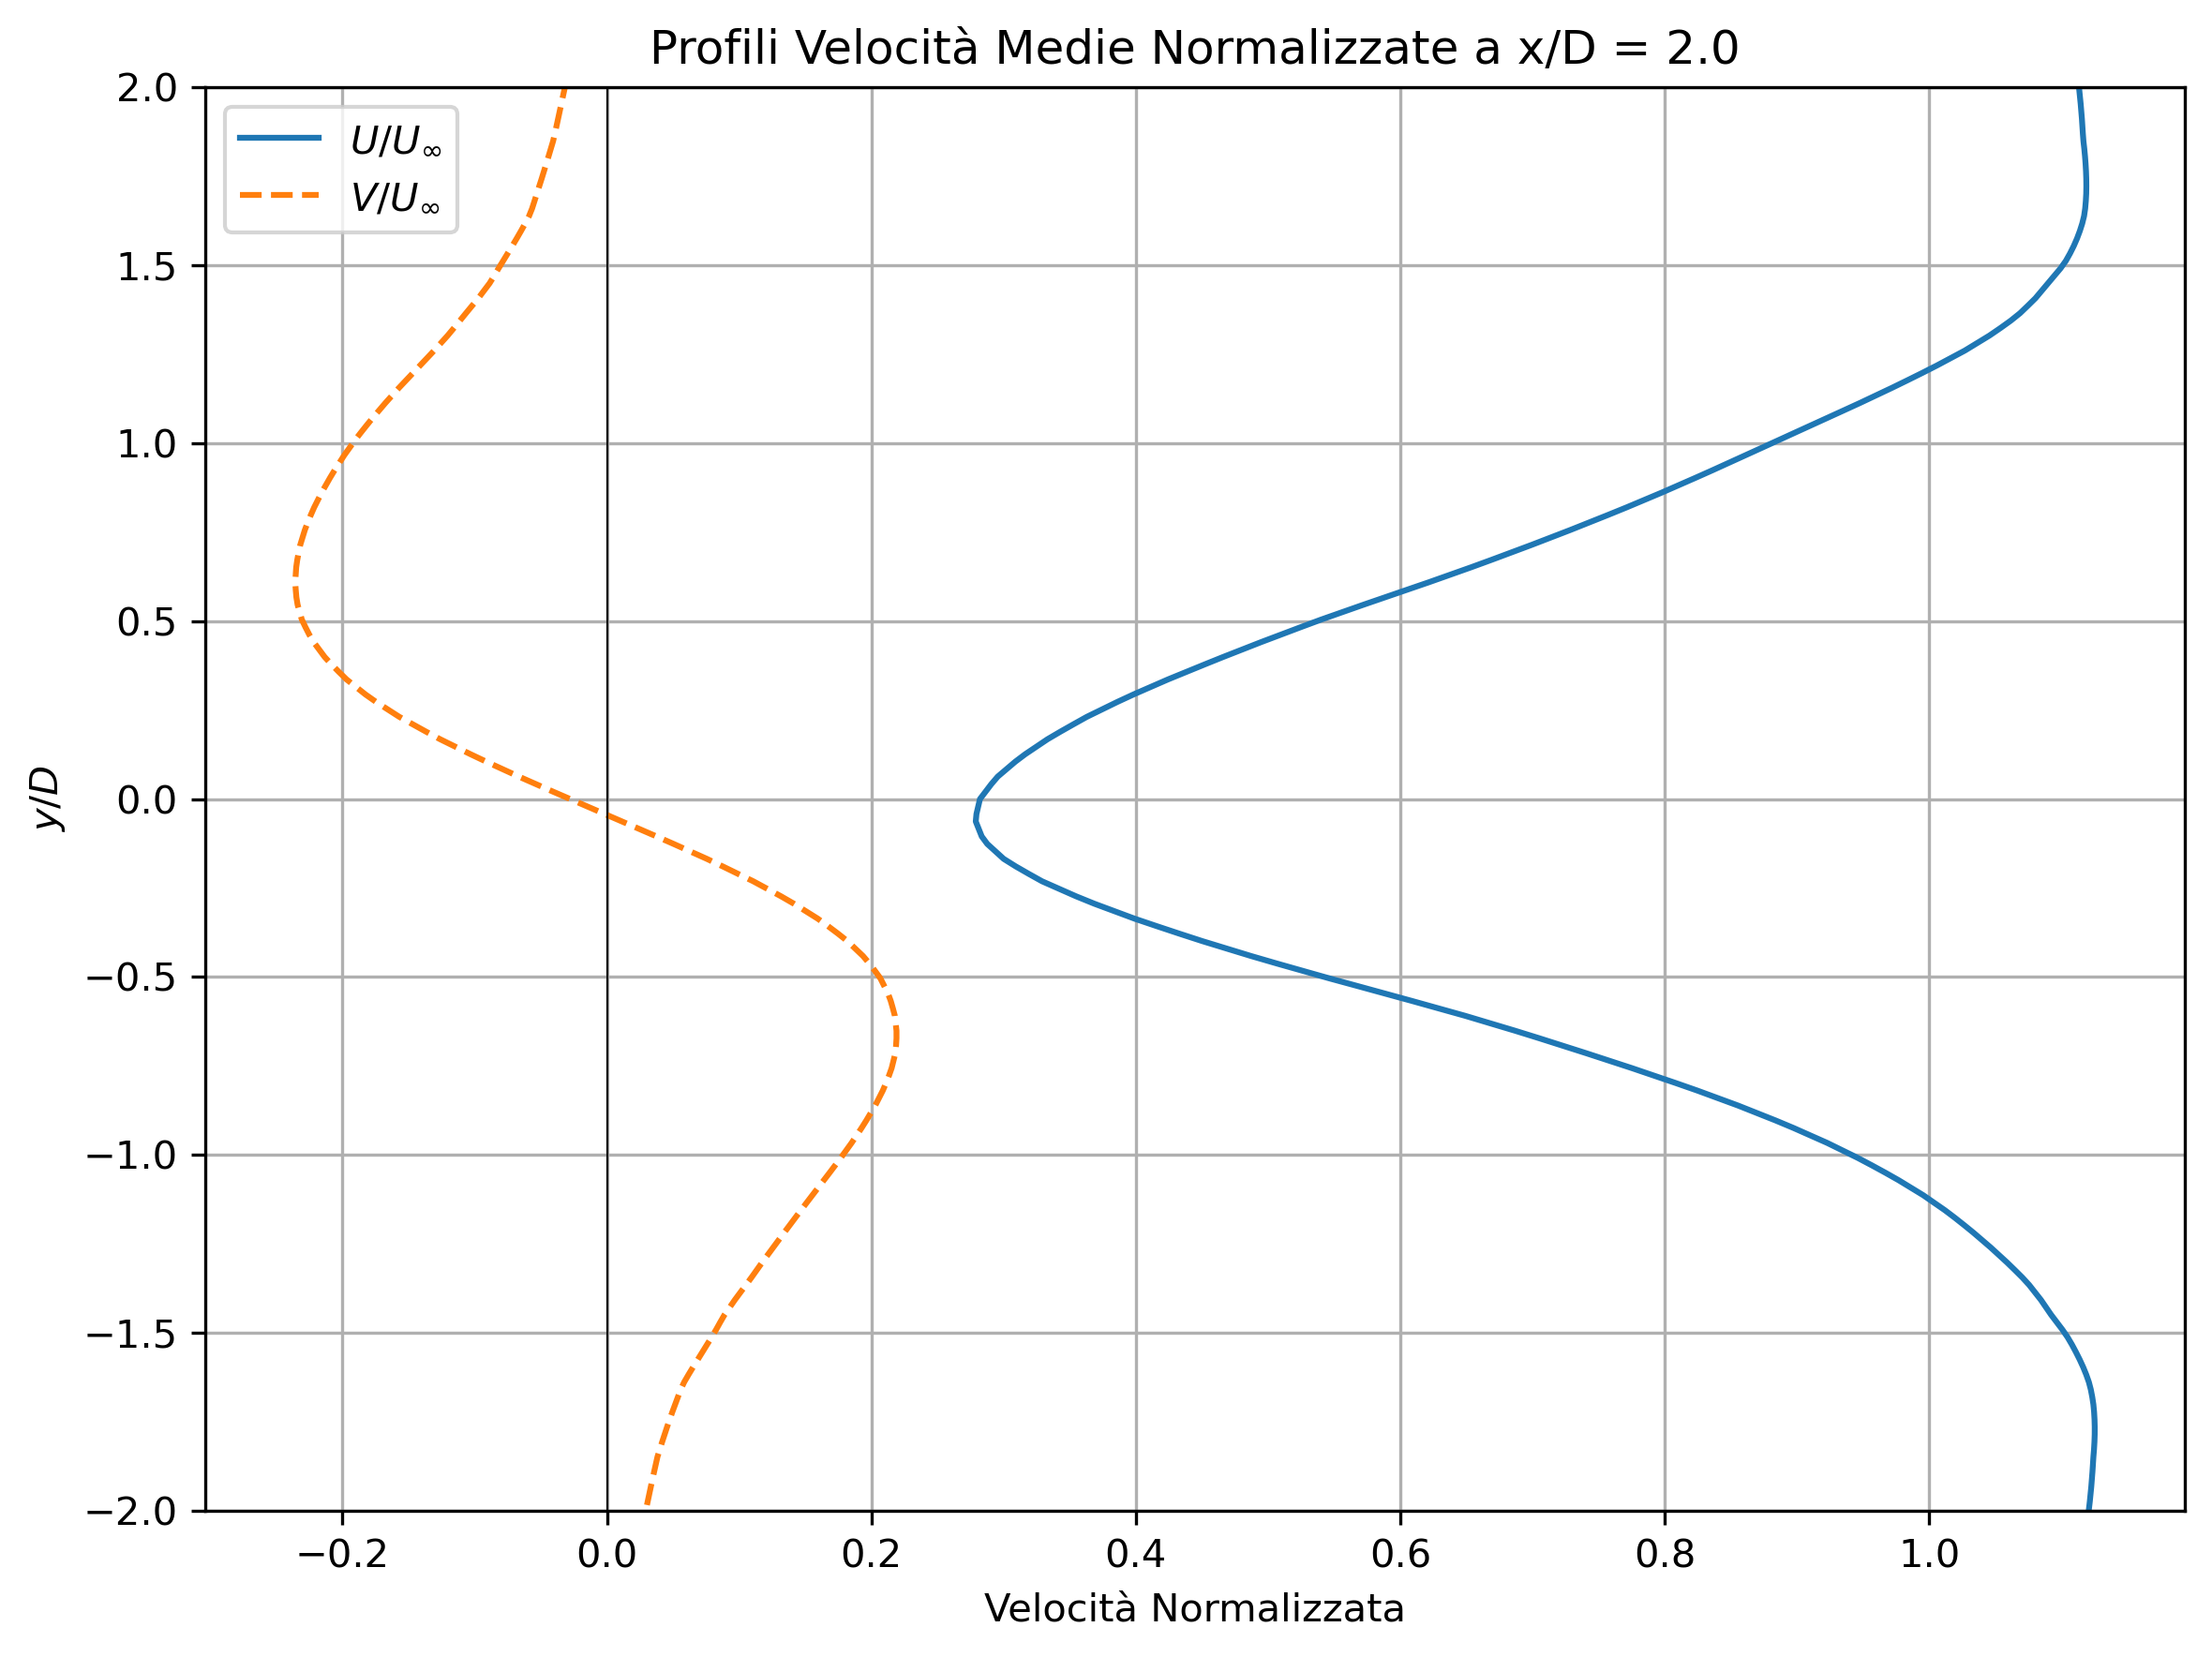 Profili Velocità Medie Normalizzate a x/D = 2.0
U/U∞
V/U∞
2.0
1.5
1.0
0.5
0.0
−0.5
−1.0
−1.5
−2.0
y/D
−0.2 0.0 0.2 0.4 0.6 0.8 1.0
Velocità Normalizzata